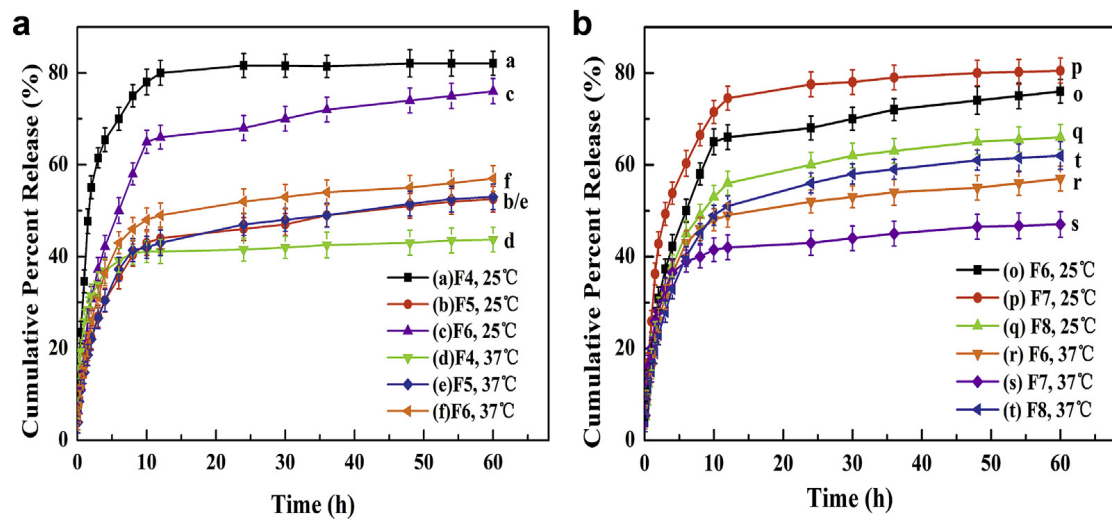 a
b
Cumulative Percent Release (%)
80
60
40
20
0
a
c
f
b/e
d
(a)F4, 25℃
(b)F5, 25℃
(c)F6, 25℃
(d)F4, 37℃
(e)F5, 37℃
(f)F6, 37℃
0 10 20 30 40 50 60
Time (h)
Cumulative Percent Release (%)
80
60
40
20
0
p
o
q
t
r
s
(o) F6, 25℃
(p) F7, 25℃
(q) F8, 25℃
(r) F6, 37℃
(s) F7, 37℃
(t) F8, 37℃
0 10 20 30 40 50 60
Time (h)